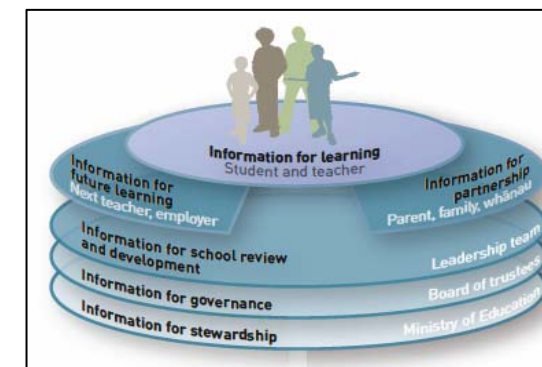 Information for learning
Student and teacher
Information for
future learning
Next teacher, employer
Information for
partnership
Parent, family, whānau
Information for school review
and development
Leadership team
Information for governance
Board of trustees
Information for stewardship
Ministry of Education